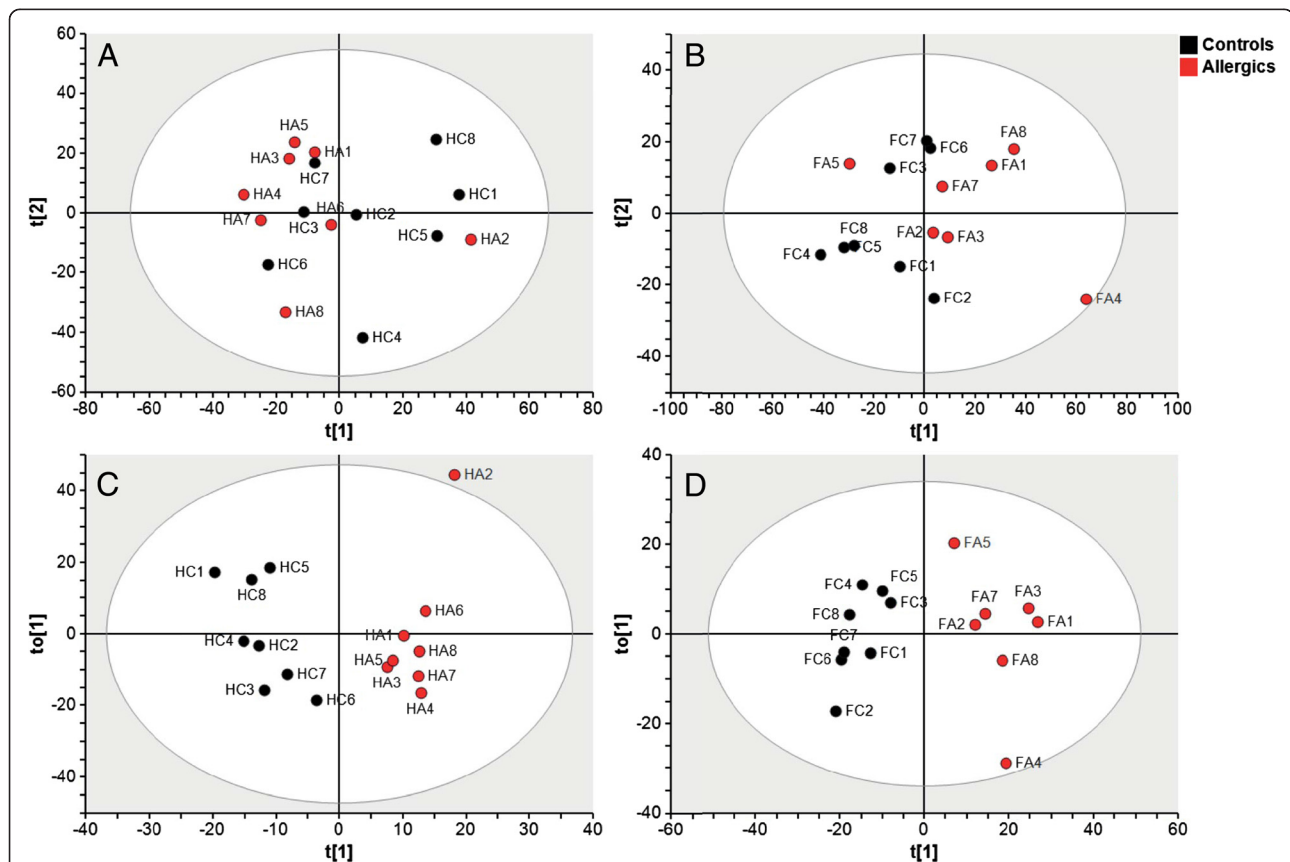 A
B
Controls
Allergics
60
40
20
0
-20
-40
-60
t[2]
HA5
HA3
HA1
HC7
HC8
HA4
HC1
HA7
HA6
HC3
HC2
HC5
HA2
HC6
HA8
HC4
-80 -60 -40 -20 0 20 40 60 80
t[1]
40
20
0
-20
-40
t[2]
FC7
FC6
FA8
FA5
FC3
FA1
FA7
FC8
FA2
FA3
FC4
FC5
FC1
FC2
FA4
-100 -80 -60 -40 -20 0 20 40 60 80 100
t[1]
C
40
20
0
-20
-40
to[1]
HA2
HC1
HC5
HC8
HA6
HC4
HC2
HA1
HA8
HA5
HC7
HA3
HA7
HC3
HC6
HA4
-40 -30 -20 -10 0 10 20 30 40
t[1]
D
40
20
0
-20
-40
to[1]
FA5
FC4
FC5
FC3
FA7
FA3
FC8
FA2
FA1
FC7
FC6
FC1
FA8
FC2
FA4
-60 -40 -20 0 20 40 60
t[1]